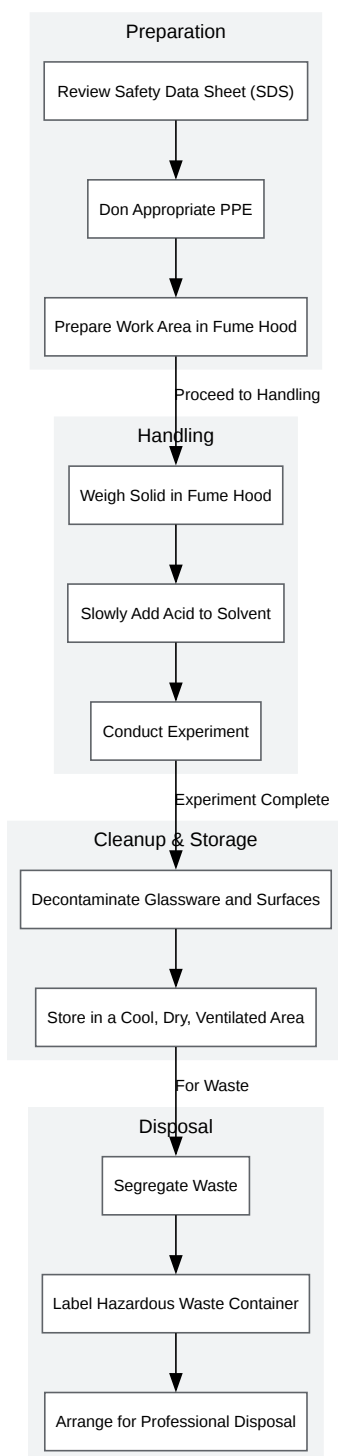 Preparation
Review Safety Data Sheet (SDS)
Don Appropriate PPE
Prepare Work Area in Fume Hood
Proceed to Handling
Handling
Weigh Solid in Fume Hood
Slowly Add Acid to Solvent
Conduct Experiment
Experiment Complete
Cleanup & Storage
Decontaminate Glassware and Surfaces
Store in a Cool, Dry, Ventilated Area
For Waste
Disposal
Segregate Waste
Label Hazardous Waste Container
Arrange for Professional Disposal